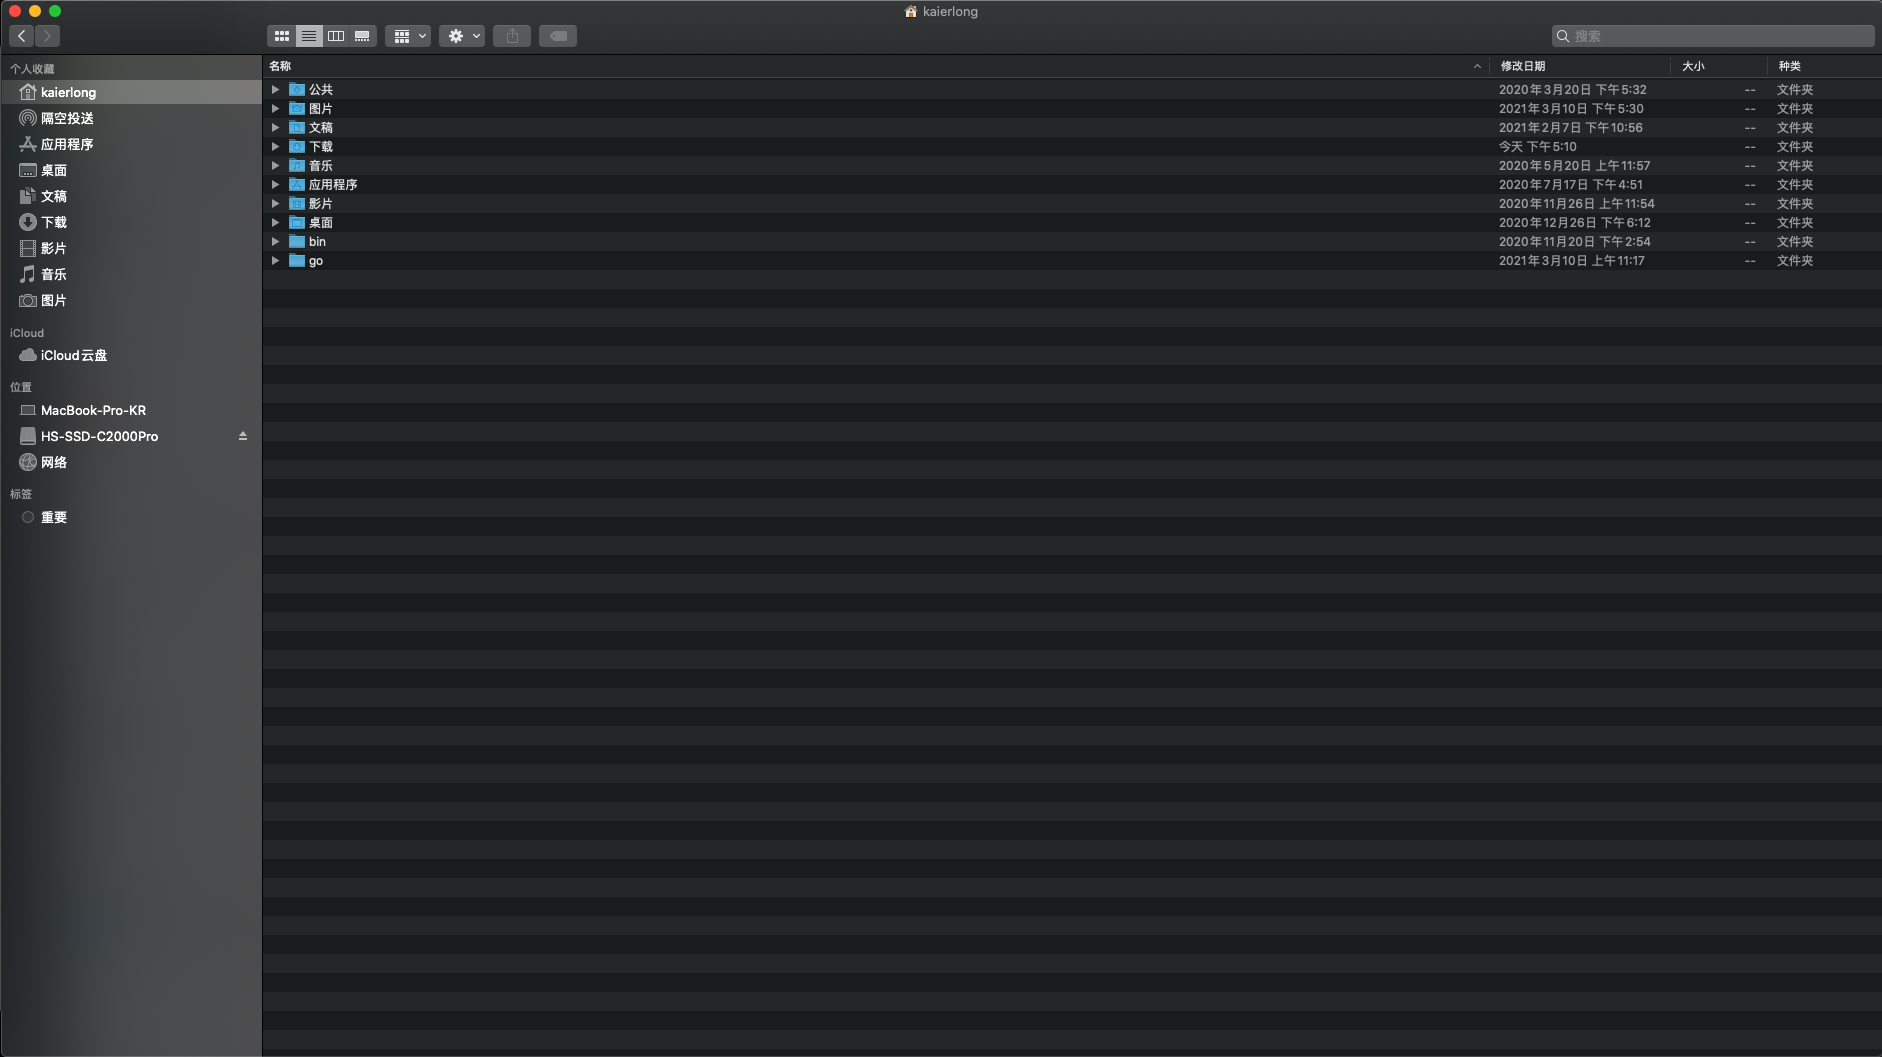 kaierlong
搜索
个人收藏
kaierlong
隔空投送
应用程序
桌面
文稿
下载
影片
音乐
图片
iCloud
iCloud云盘
位置
MacBook-Pro-KR
HS-SSD-C2000Pro
网络
标签
重要
名称 修改日期 大小 种类
公共 2020年3月20日 下午5:32 -- 文件夹
图片 2021年3月10日 下午5:30 -- 文件夹
文稿 2021年2月7日 下午10:56 -- 文件夹
下载 今天 下午5:10 -- 文件夹
音乐 2020年5月20日 上午11:57 -- 文件夹
应用程序 2020年7月17日 下午4:51 -- 文件夹
影片 2020年11月26日 上午11:54 -- 文件夹
桌面 2020年12月26日 下午6:12 -- 文件夹
bin 2020年11月20日 下午2:54 -- 文件夹
go 2021年3月10日 上午11:17 -- 文件夹